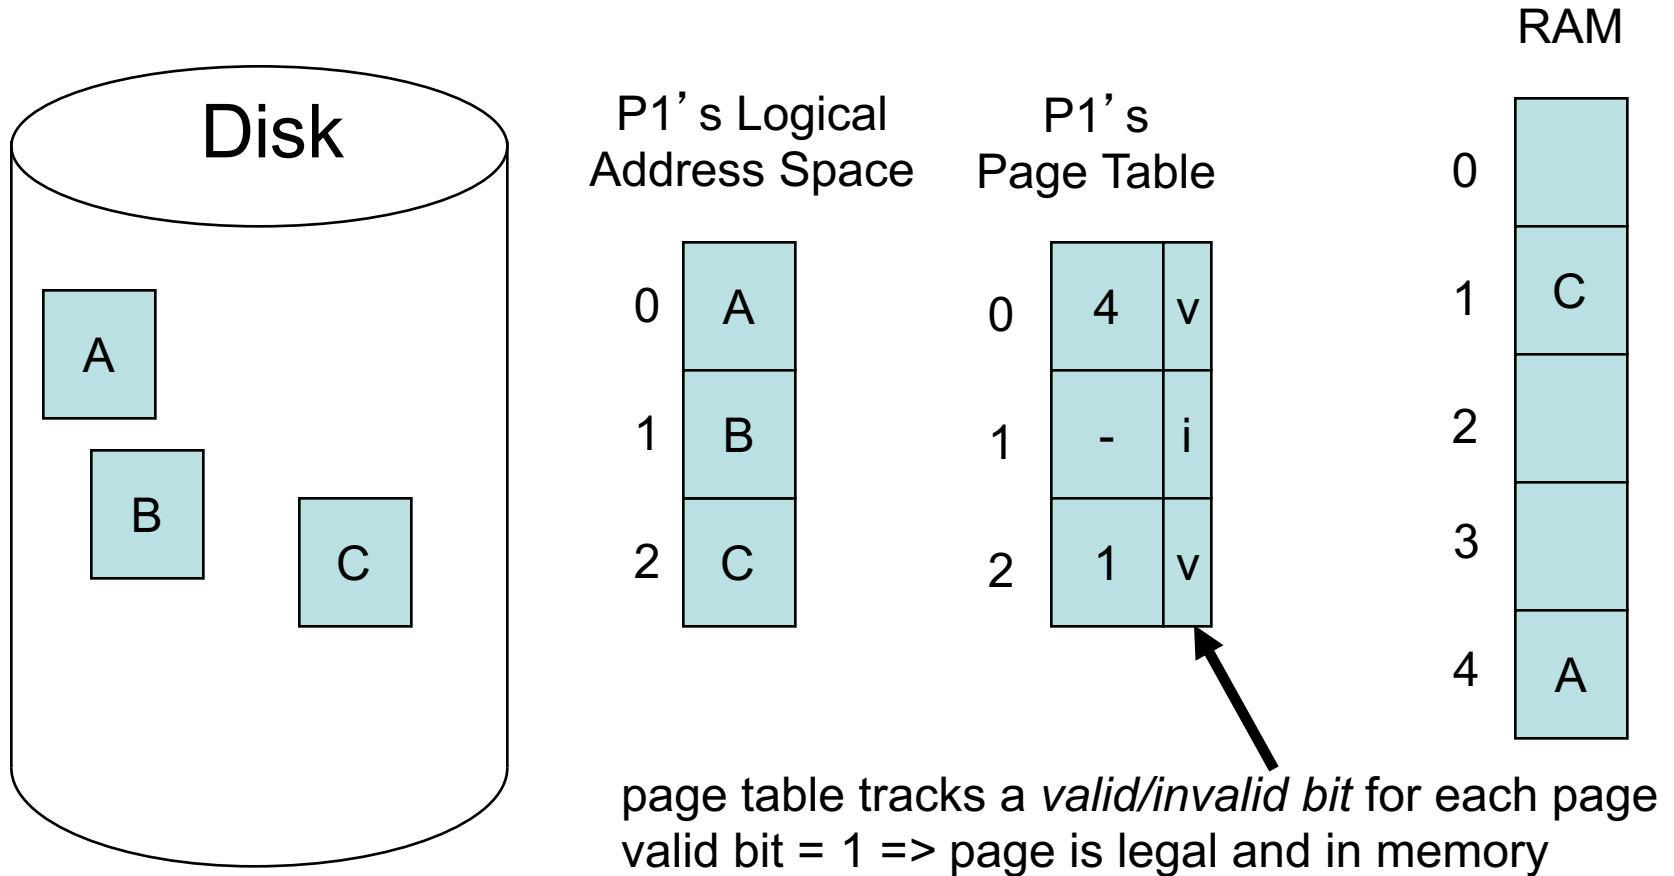 Disk
A
B
C
P1’s Logical
Address Space
0 A
1 B
2 C
P1’s
Page Table
0 4 v
1 - i
2 1 v
RAM
0
1 C
2
3
4 A
page table tracks a valid/invalid bit for each page
valid bit = 1 => page is legal and in memory